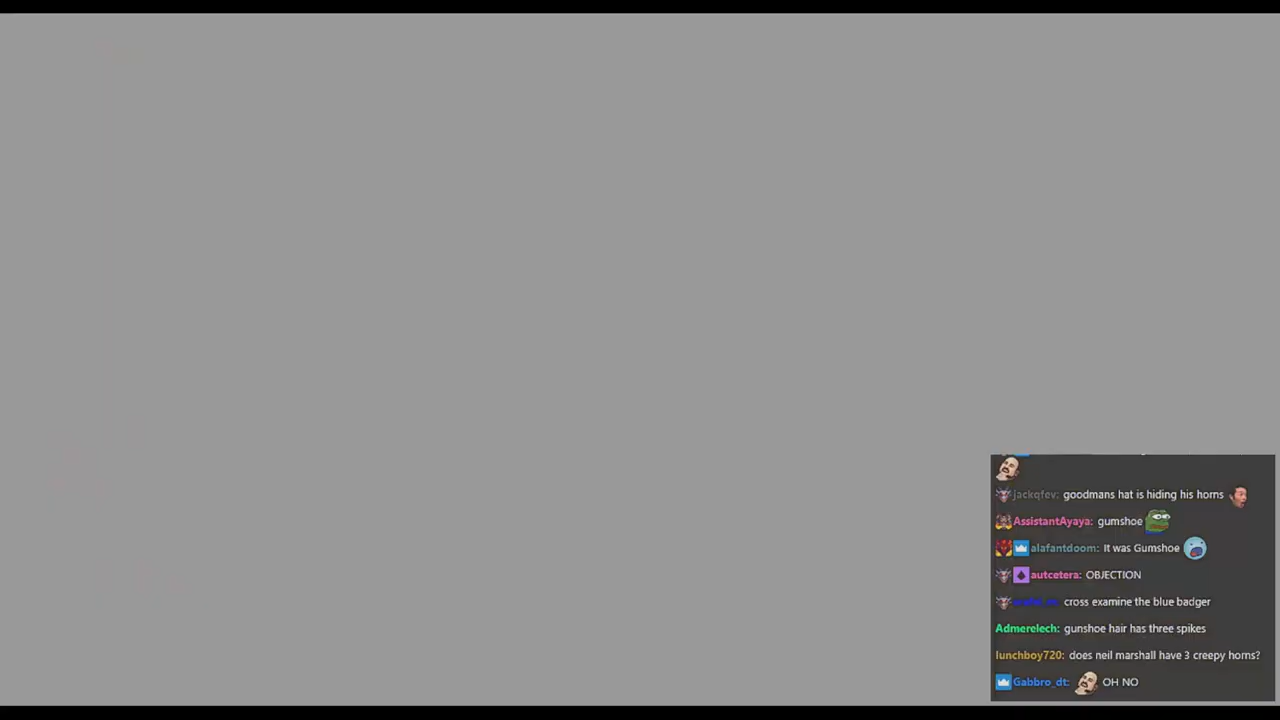 jackqfev: goodmans hat is hiding his horns
AssistantAyaya: gumshoe
alafantdoom: It was Gumshoe
autcetera: OBJECTION
cross examine the blue badger
Admerelech: gunshoe hair has three spikes
lunchboy720: does neil marshall have 3 creepy horns?
Gabbro_dt: OH NO